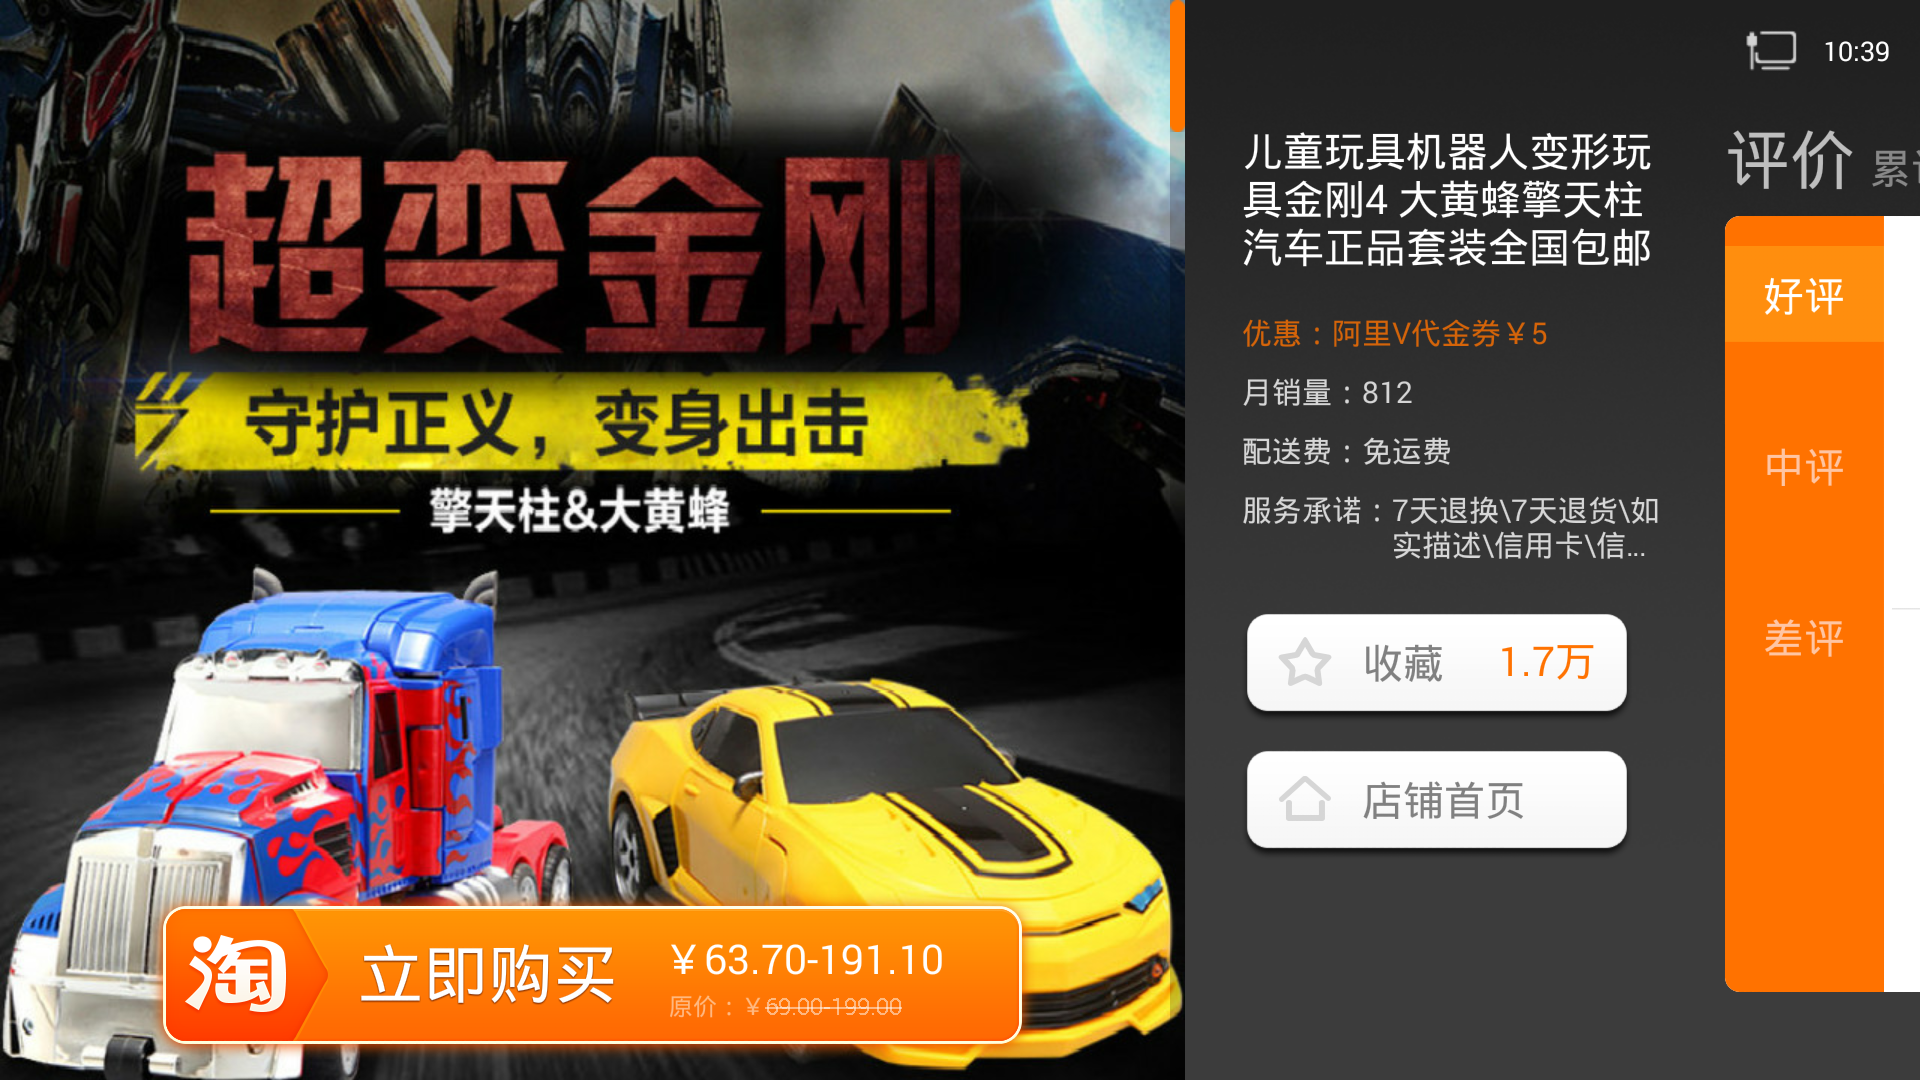 超变金刚
守护正义，变身出击
擎天柱&大黄蜂
淘
立即购买
￥63.70-191.10
原价：￥69.00-199.00
10:39
儿童玩具机器人变形玩
具金刚4 大黄蜂擎天柱
汽车正品套装全国包邮
优惠：阿里V代金券￥5
月销量：812
配送费：免运费
服务承诺：7天退换\7天退货\如
实描述\信用卡\信...
收藏 1.7万
店铺首页
评价 累
好评
中评
差评